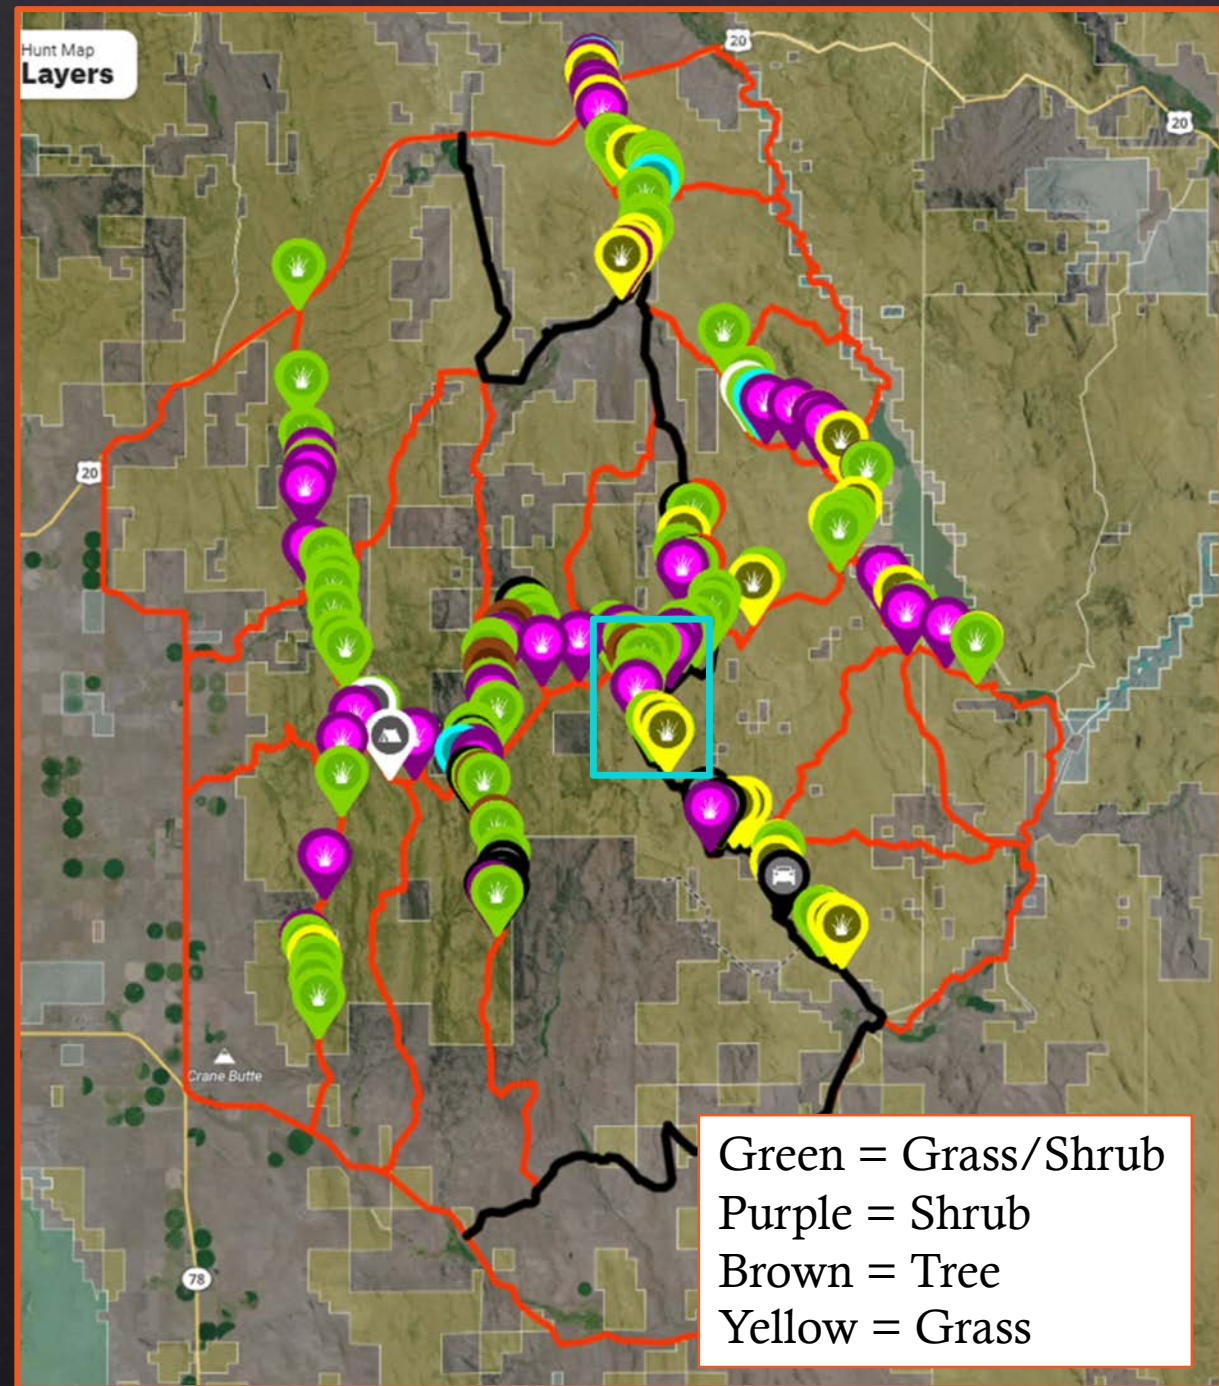 Hunt Map
Layers
20
20
20
Crane Butte
78
Green = Grass/Shrub
Purple = Shrub
Brown = Tree
Yellow = Grass